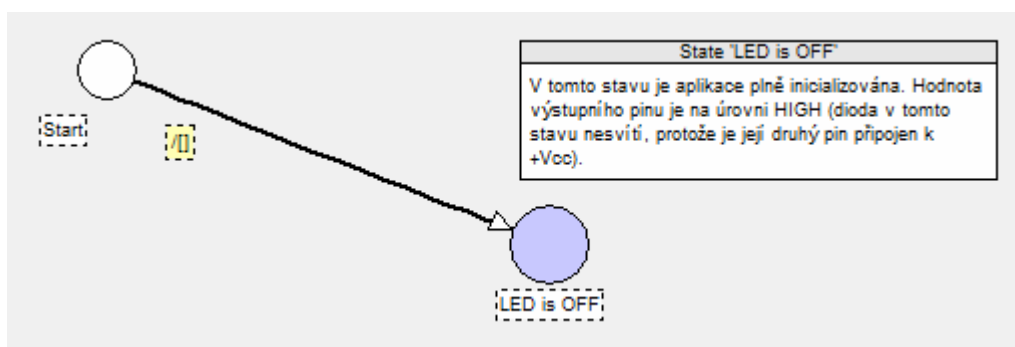 State 'LED is OFF'
V tomto stavu je aplikace plně inicializována. Hodnota
výstupního pinu je na úrovni HIGH (dioda v tomto
stavu nesvítí, protože je její druhý pin připojen k
+Vcc).
Start
/[]
LED is OFF